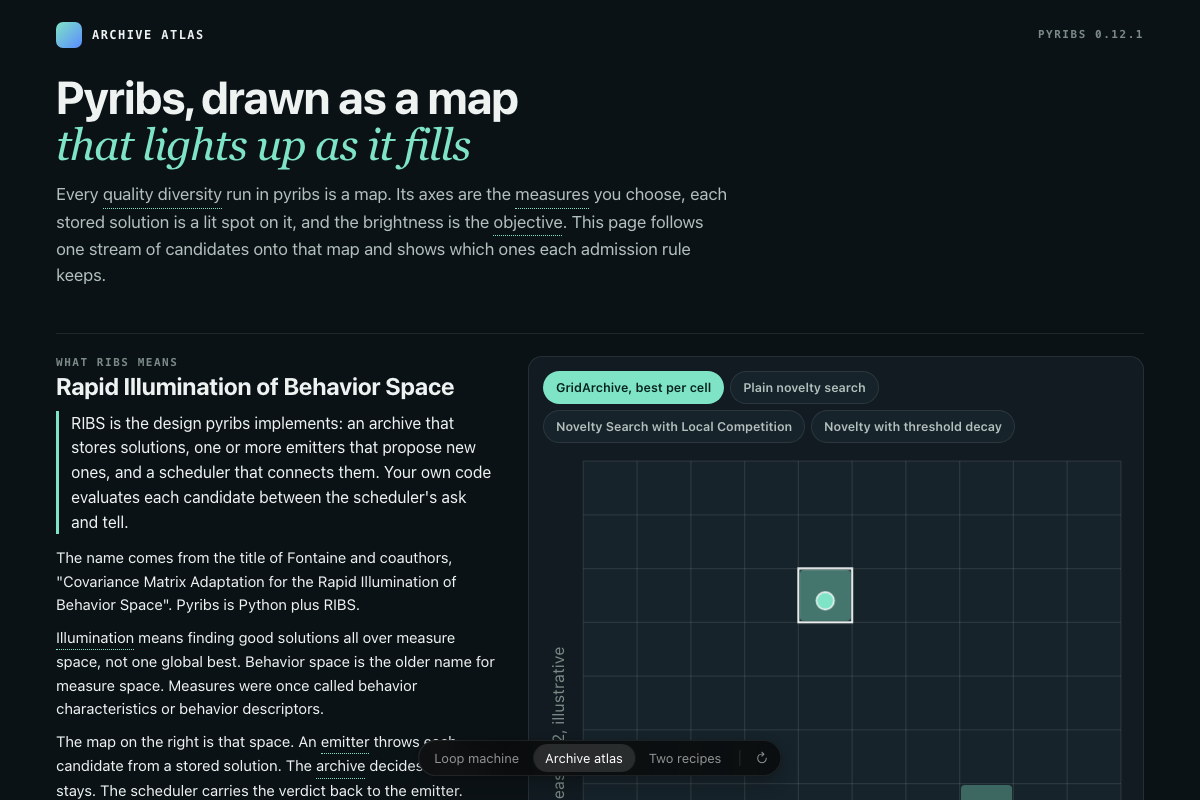 ARCHIVE ATLAS
PYRIBS 0.12.1
Pyribs, drawn as a map
that lights up as it fills
Every quality diversity run in pyribs is a map. Its axes are the measures you choose, each
stored solution is a lit spot on it, and the brightness is the objective. This page follows
one stream of candidates onto that map and shows which ones each admission rule
keeps.
WHAT RIBS MEANS
Rapid Illumination of Behavior Space
RIBS is the design pyribs implements: an archive that
stores solutions, one or more emitters that propose new
ones, and a scheduler that connects them. Your own code
evaluates each candidate between the scheduler's ask
and tell.
The name comes from the title of Fontaine and coauthors,
"Covariance Matrix Adaptation for the Rapid Illumination of
Behavior Space". Pyribs is Python plus RIBS.
Illumination means finding good solutions all over measure
space, not one global best. Behavior space is the older name for
measure space. Measures were once called behavior
characteristics or behavior descriptors.
The map on the right is that space. An emitter throws each
candidate from a stored solution. The archive decides
stays. The scheduler carries the verdict back to the emitter.
GridArchive, best per cell
Plain novelty search
Novelty Search with Local Competition
Novelty with threshold decay
2, illustrative
Loop machine
Archive atlas
Two recipes